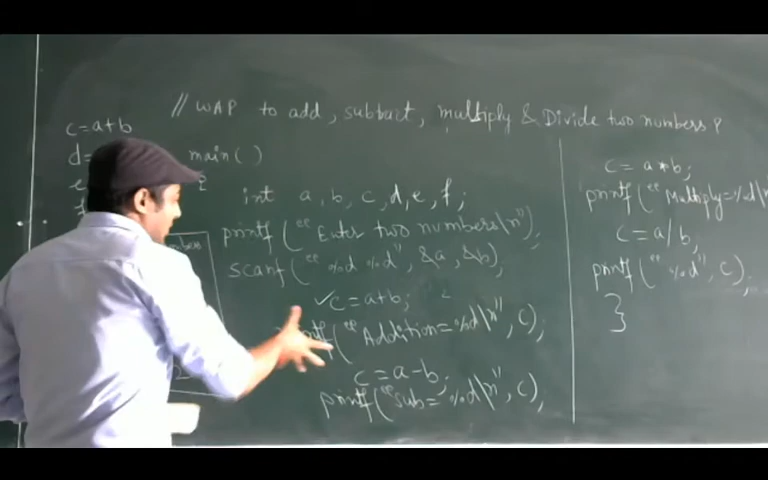 // WAP to add, subtract, multiply & Divide two numbers ?
c=a+b
d=
e
main( )
{
int a, b, c, d, e, f;
printf ("Enter two numbers\n");
scanf ("%d %d", &a, &b);
✓c=a+b;
("Addition=%d\n", c);
c=a-b;
printf("sub=%d\n", c);
c= a*b;
printf("Multiply=%d\n
c=a/b,
printf("%d", c);
}